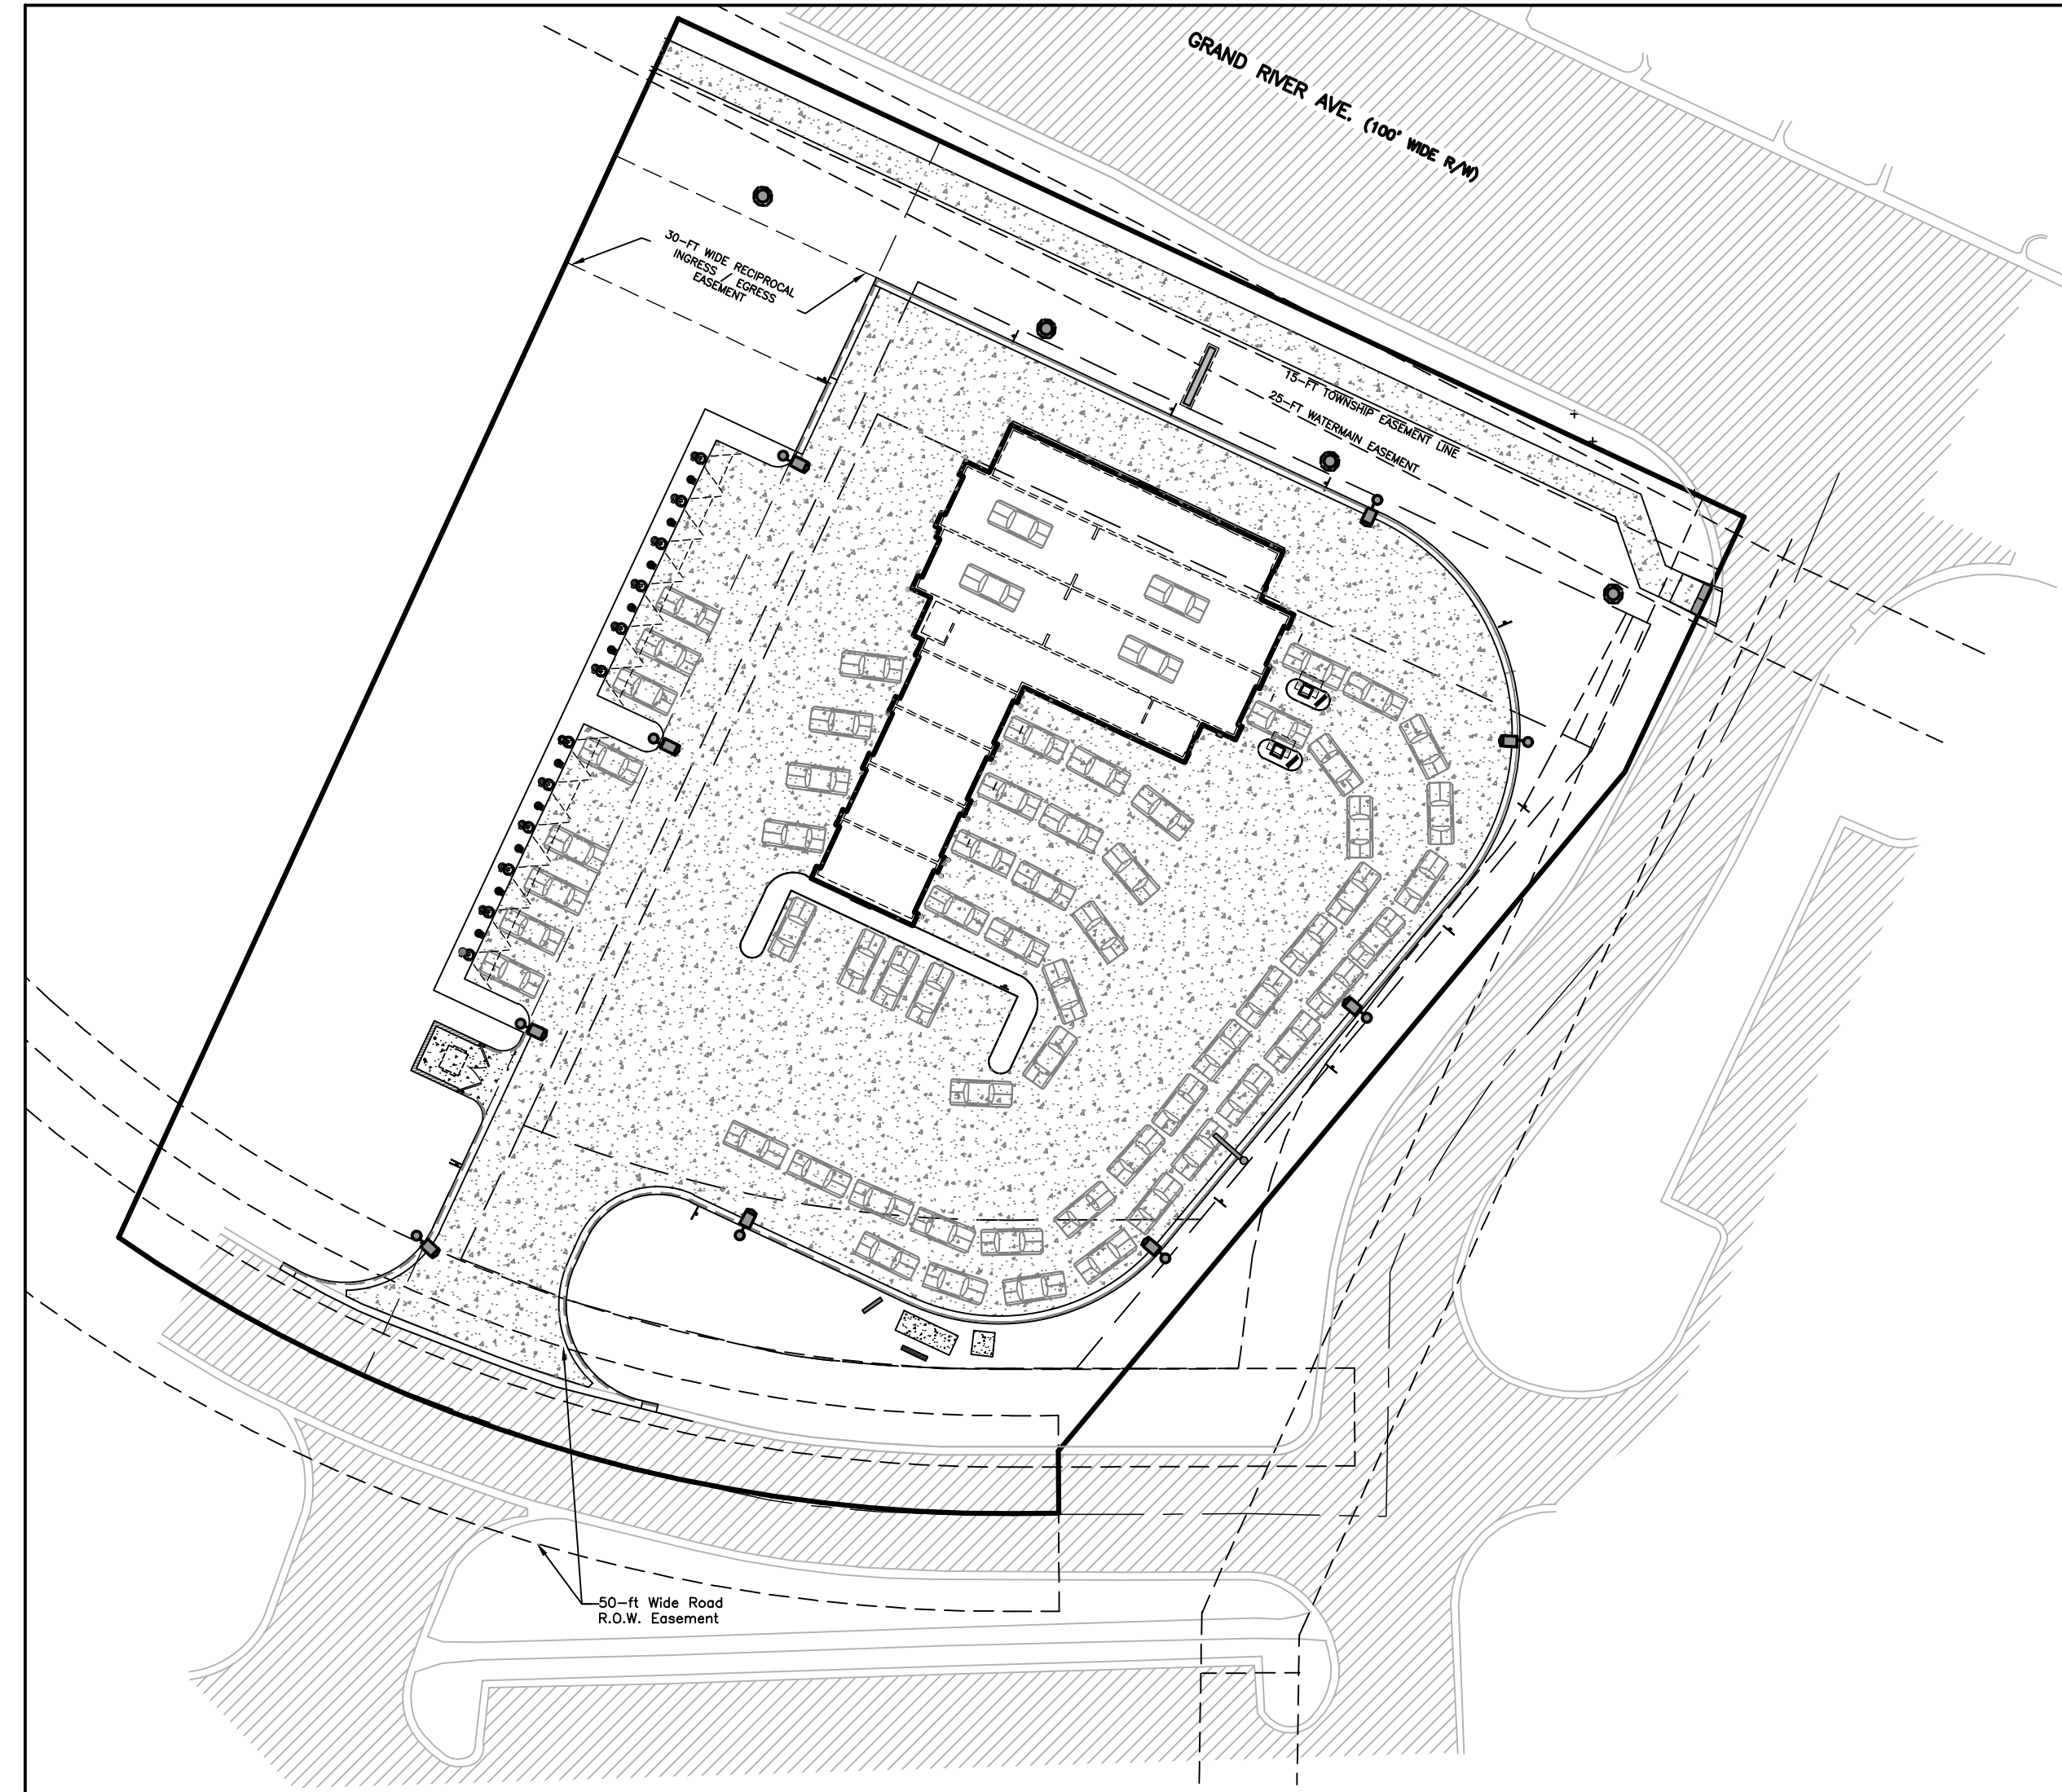 GRAND RIVER AVE. (100' WIDE R/W)
30-FT WIDE RECIPROCAL
INGRESS / EGRESS
EASEMENT
15-FT TOWNSHIP EASEMENT LINE
25-FT WATERMAIN EASEMENT
50-ft Wide Road
R.O.W. Easement